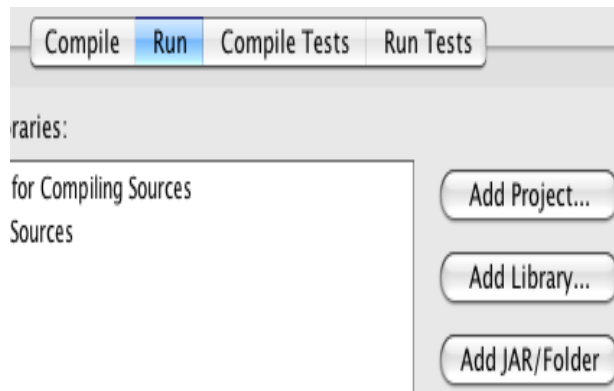 Compile Run Compile Tests Run Tests
raries:
for Compiling Sources
Sources
Add Project...
Add Library...
Add JAR/Folder